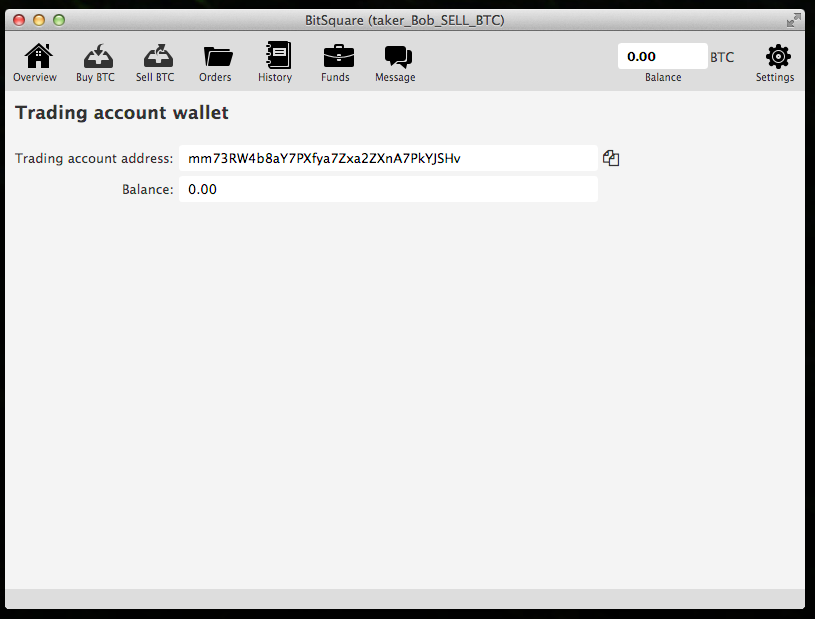 BitSquare (taker_Bob_SELL_BTC)
Overview Buy BTC Sell BTC Orders History Funds Message 0.00 BTC Balance Settings
Trading account wallet
Trading account address: mm73RW4b8aY7PXfya7Zxa2ZXnA7PkYJSHv
Balance: 0.00